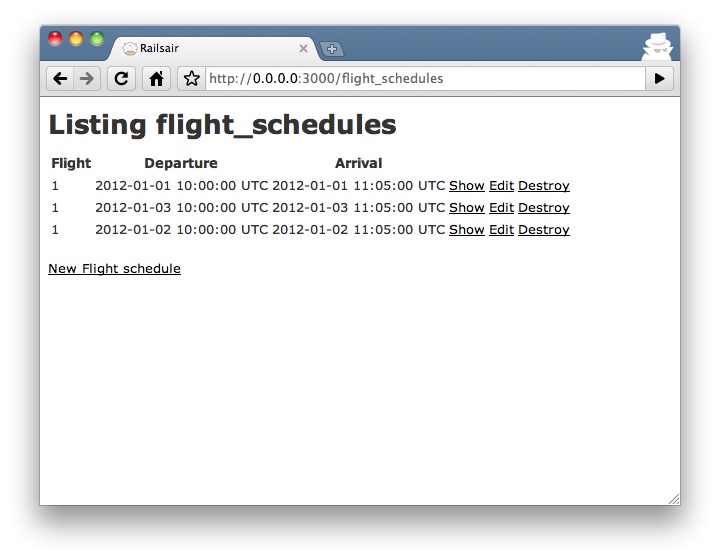 Railsair
http://0.0.0.0:3000/flight_schedules
Listing flight_schedules
Flight Departure Arrival
1 2012-01-01 10:00:00 UTC 2012-01-01 11:05:00 UTC Show Edit Destroy
1 2012-01-03 10:00:00 UTC 2012-01-03 11:05:00 UTC Show Edit Destroy
1 2012-01-02 10:00:00 UTC 2012-01-02 11:05:00 UTC Show Edit Destroy
New Flight schedule